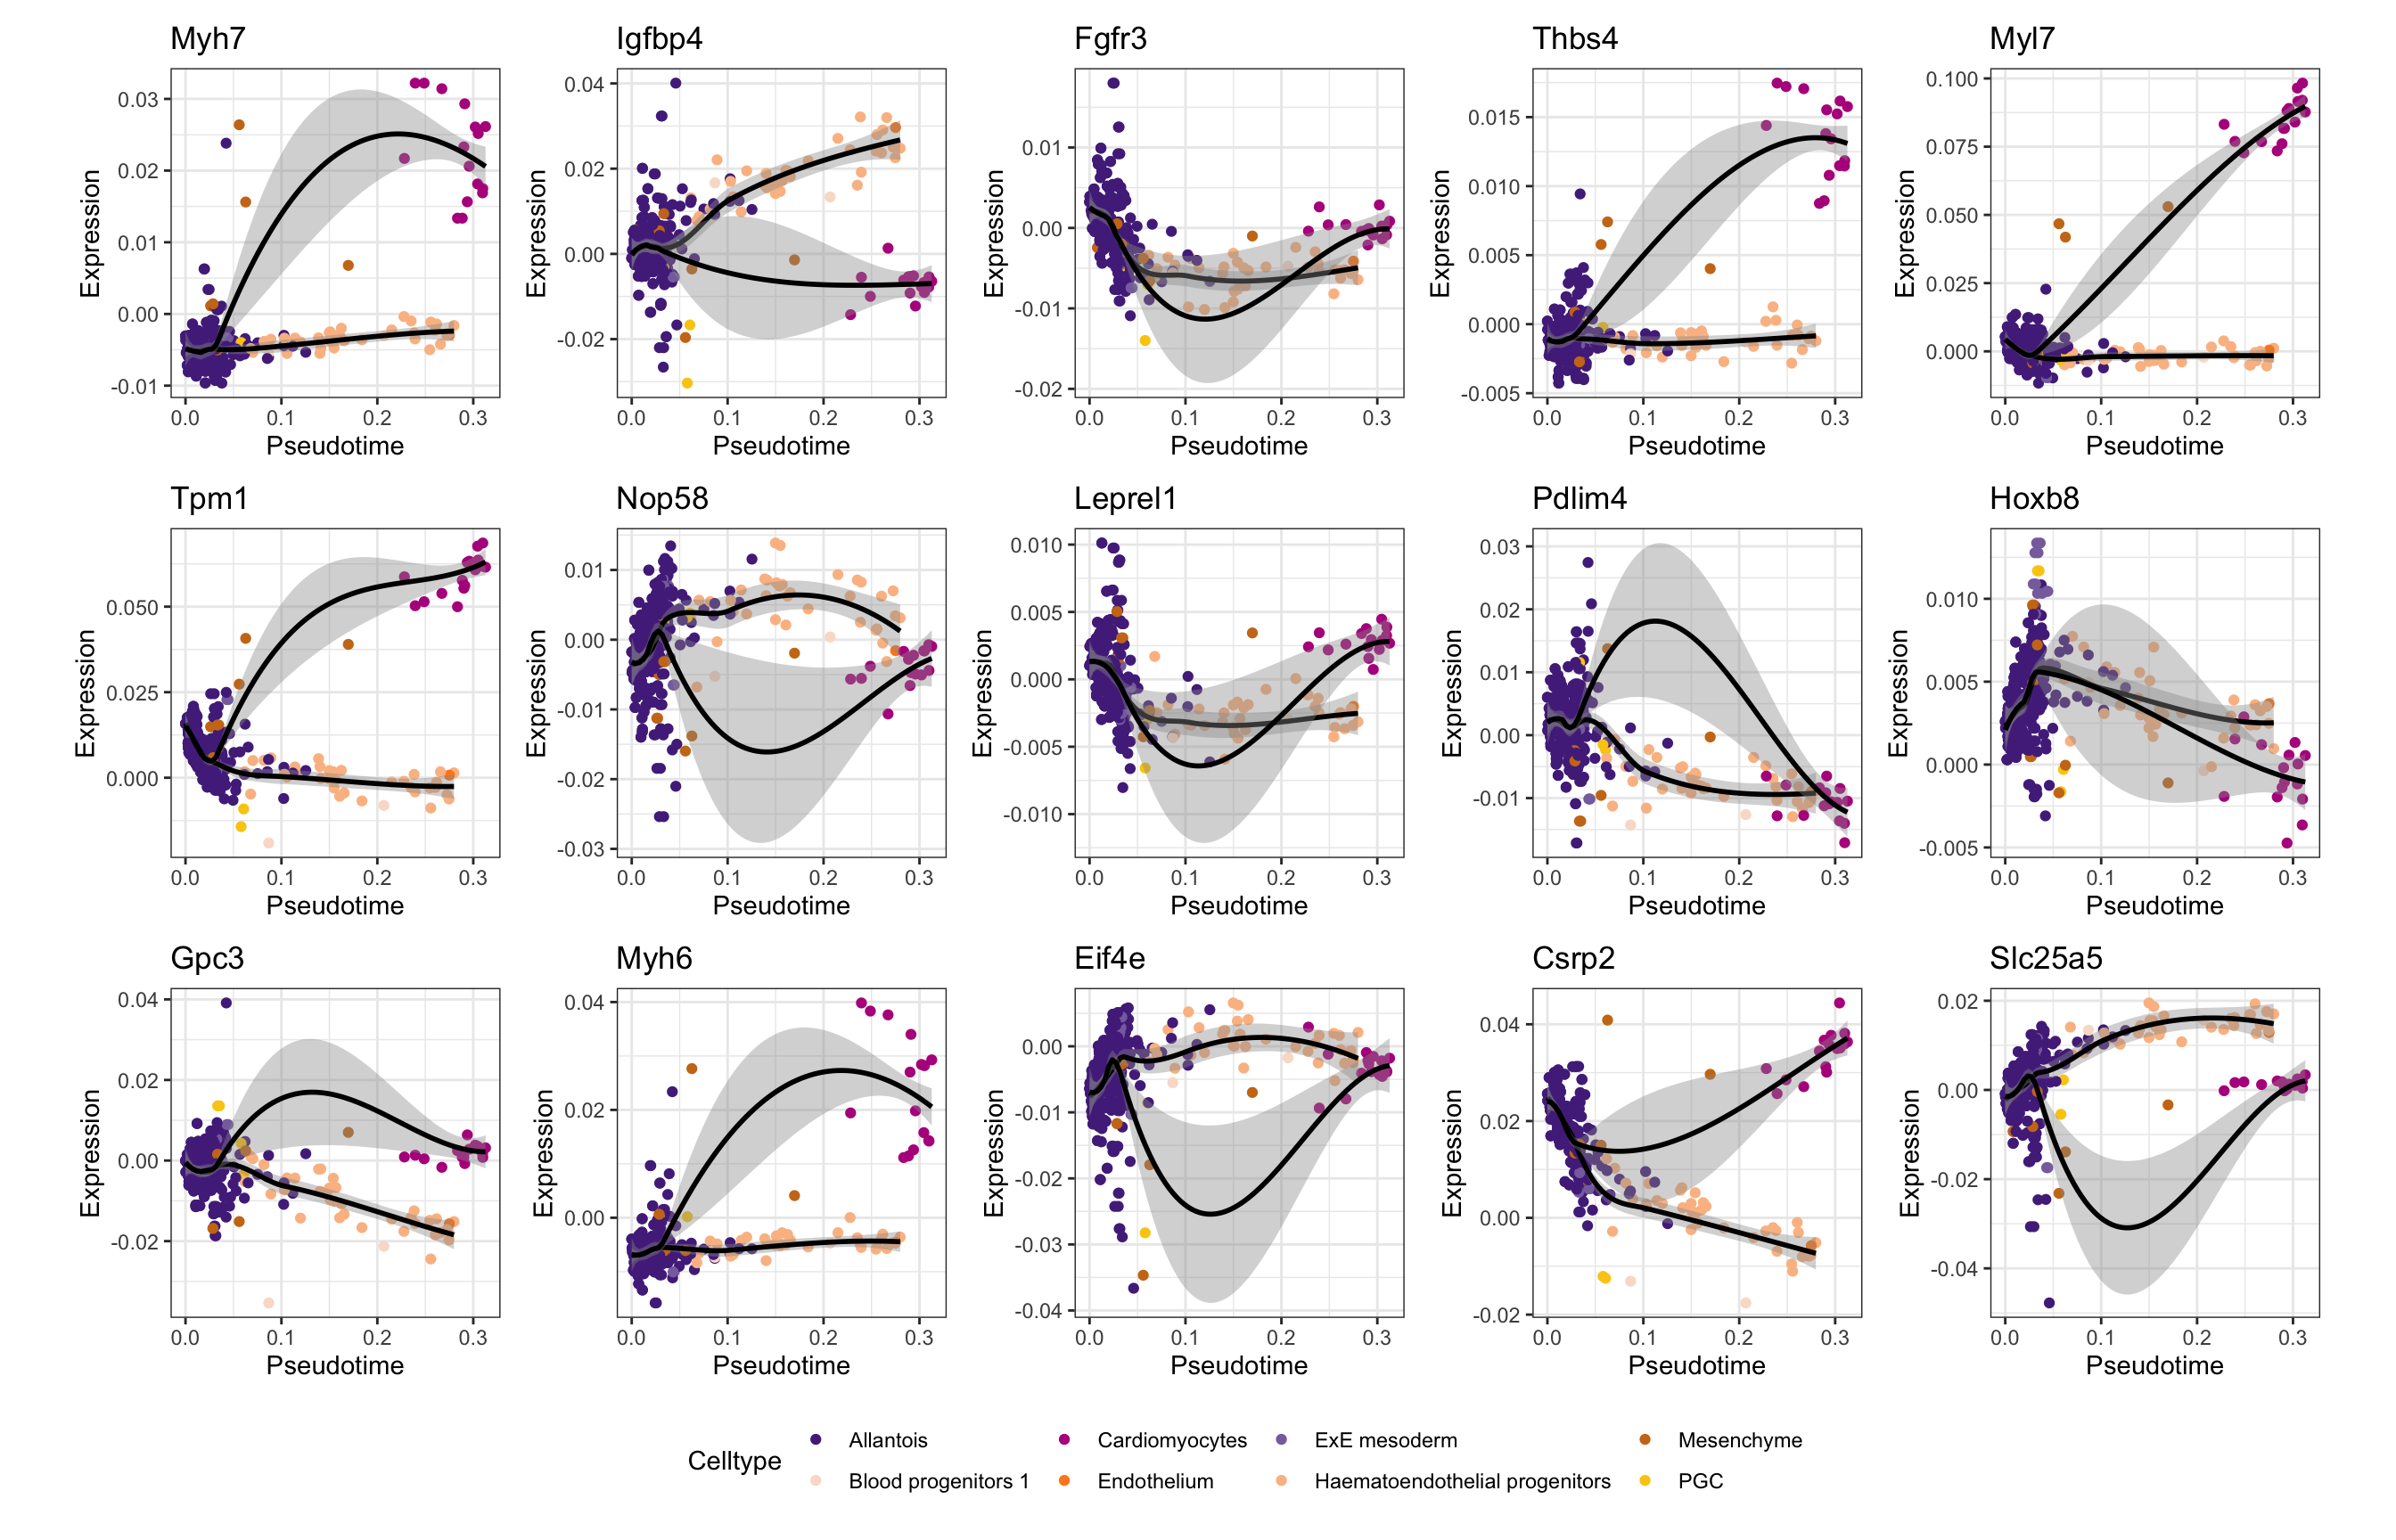 Myh7 Igfbp4 Fgfr3 Thbs4 Myl7
0.03 0.04 0.01 0.015 0.100
0.02 0.02 0.00 0.010 0.075
0.01 0.00 -0.01 0.005 0.050
0.00 -0.02 -0.02 0.000 0.025
-0.01 -0.005 0.000
Expression Expression Expression Expression Expression
0.0 0.1 0.2 0.3 0.0 0.1 0.2 0.3 0.0 0.1 0.2 0.3 0.0 0.1 0.2 0.3 0.0 0.1 0.2 0.3
Pseudotime Pseudotime Pseudotime Pseudotime Pseudotime
Tpm1 Nop58 Leprel1 Pdlim4 Hoxb8
0.050 0.01 0.010 0.03 0.010
0.025 0.00 0.005 0.02 0.005
0.000 -0.01 0.000 0.01 0.000
-0.02 -0.005 0.00 -0.005
-0.03 -0.010 -0.01
Expression Expression Expression Expression Expression
0.0 0.1 0.2 0.3 0.0 0.1 0.2 0.3 0.0 0.1 0.2 0.3 0.0 0.1 0.2 0.3 0.0 0.1 0.2 0.3
Pseudotime Pseudotime Pseudotime Pseudotime Pseudotime
Gpc3 Myh6 Eif4e Csrp2 Slc25a5
0.04 0.04 0.00 0.04 0.02
0.02 0.02 -0.01 0.02 0.00
0.00 0.00 -0.02 0.00 -0.02
-0.02 -0.03 -0.02 -0.04
-0.04
Expression Expression Expression Expression Expression
0.0 0.1 0.2 0.3 0.0 0.1 0.2 0.3 0.0 0.1 0.2 0.3 0.0 0.1 0.2 0.3 0.0 0.1 0.2 0.3
Pseudotime Pseudotime Pseudotime Pseudotime Pseudotime
Celltype
Allantois Cardiomyocytes ExE mesoderm Mesenchyme
Blood progenitors 1 Endothelium Haematoendothelial progenitors PGC